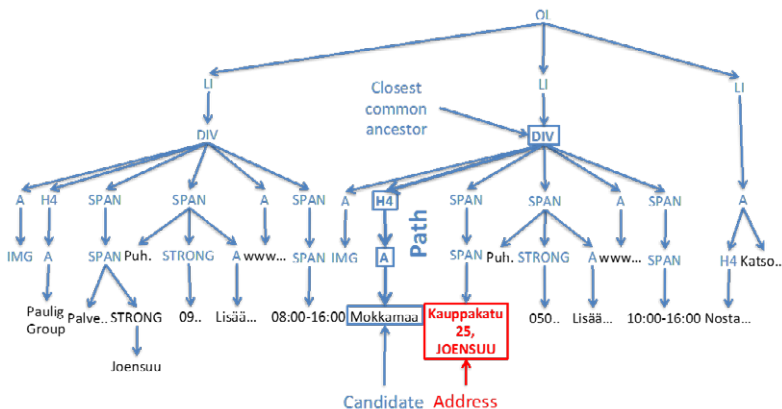 OL
LI LI LI
Closest
common
ancestor
DIV DIV
A H4 SPAN SPAN A SPAN A H4 SPAN SPAN A SPAN A
Path
IMG A SPAN Puh. STRONG A www... SPAN IMG A SPAN Puh. STRONG A www... SPAN H4 Katso..
Paulig
Group
Palve.. STRONG 09.. Lisää... 08:00-16:00 Mokkamaa
Kauppakatu
25,
JOENSUU
050.. Lisää... 10:00-16:00 Nosta...
Joensuu
Candidate Address